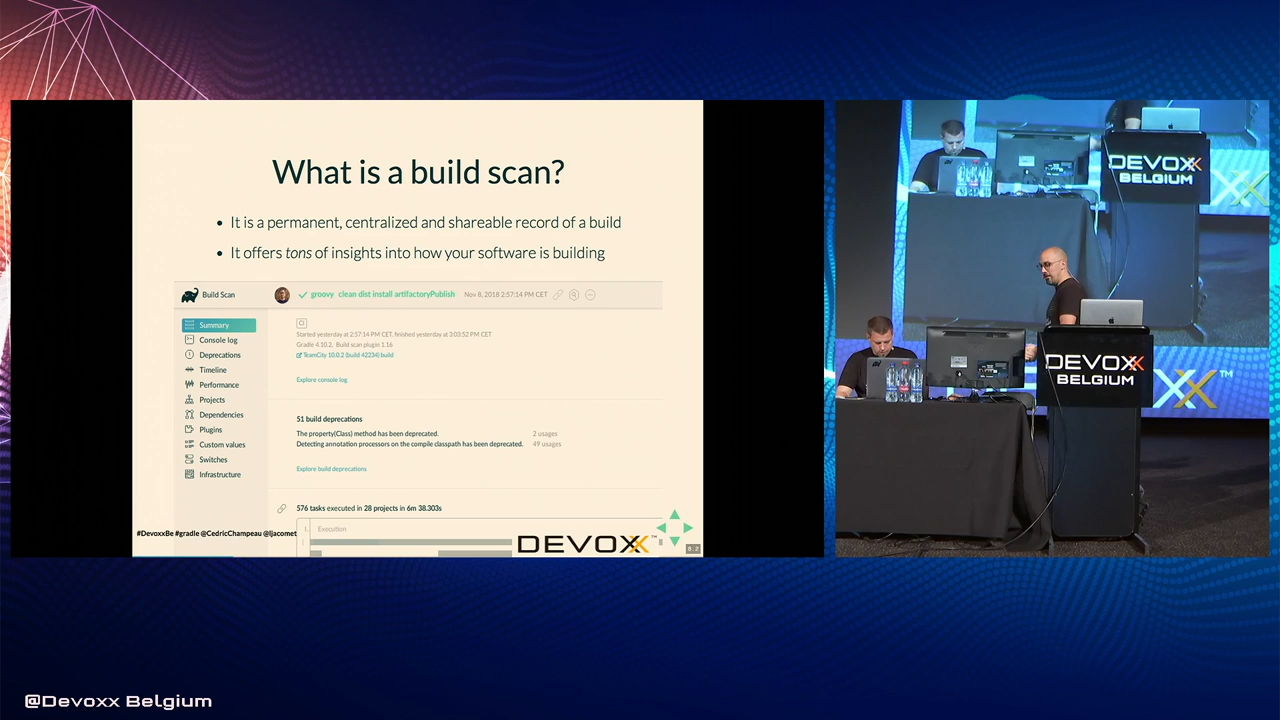 What is a build scan?
• It is a permanent, centralized and shareable record of a build
• It offers tons of insights into how your software is building
Build Scan
groovy clean dist install artifactoryPublish
Nov 8, 2018 2:57:14 PM CET
Summary
Console log
Deprecations
Timeline
Performance
Projects
Dependencies
Plugins
Custom values
Switches
Infrastructure
CI
Started yesterday at 2:57:14 PM CET, finished yesterday at 3:03:52 PM CET
Gradle 4.10.2, Build scan plugin 1.16
TeamCity 10.0.2 (build 42234) build
Explore console log
51 build deprecations
The property(Class) method has been deprecated. 2 usages
Detecting annotation processors on the compile classpath has been deprecated. 49 usages
Explore build deprecations
576 tasks executed in 28 projects in 6m 38.303s
Execution
#DevoxxBe #gradle @CedricChampeau @ljacomet
DEVOXX™
8.2
DEVOXX
BELGIUM
DEVOXX
BELGIUM
XX™
@Devoxx Belgium